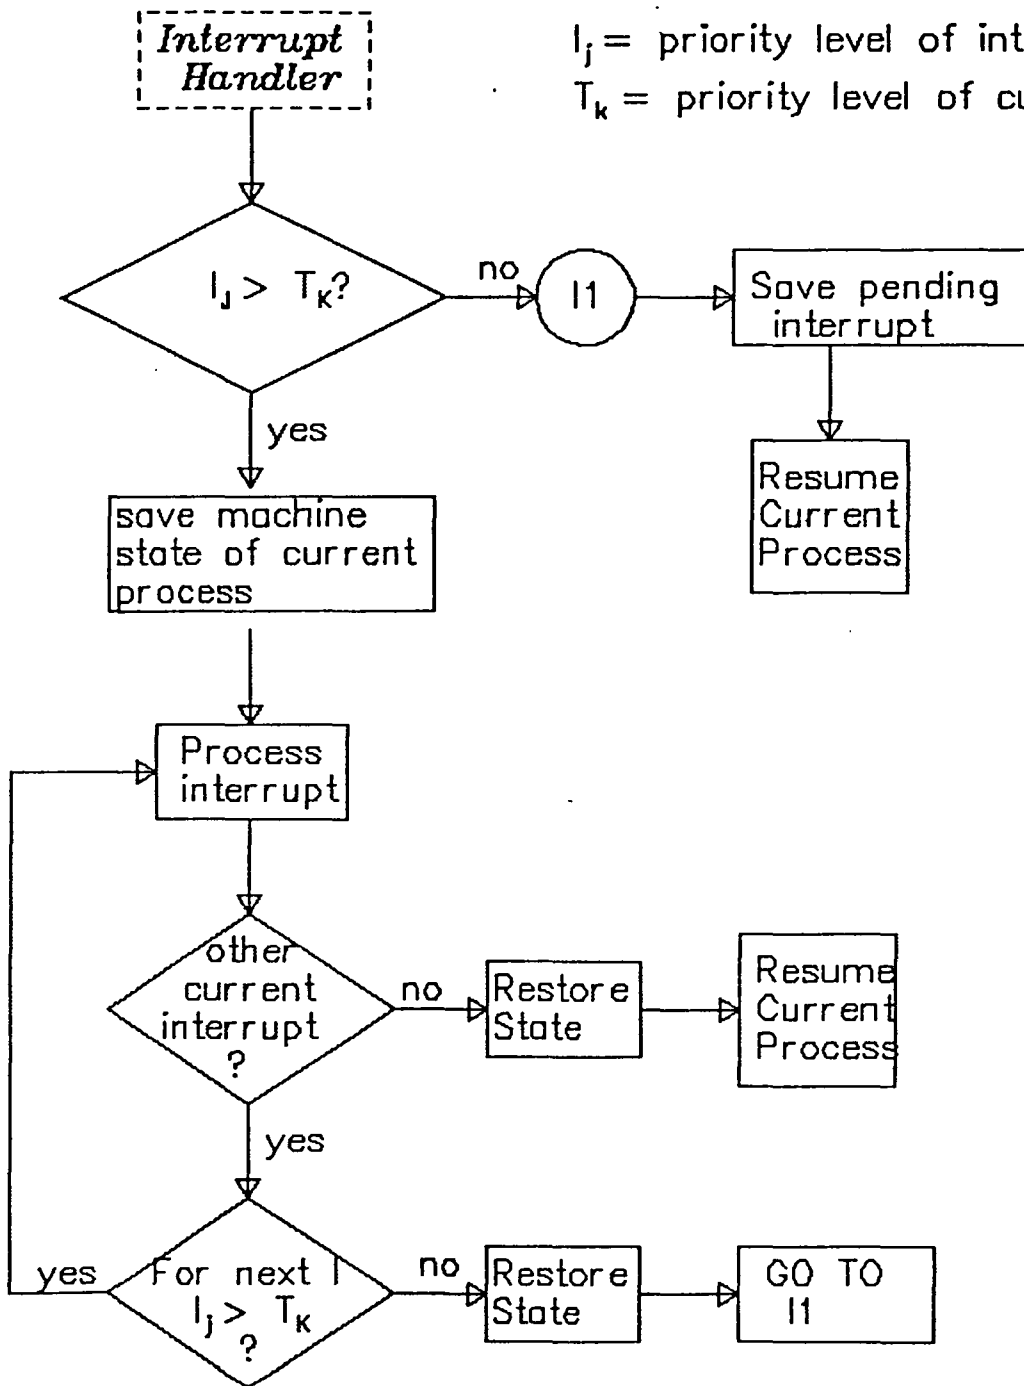 Interrupt
Handler
Ij = priority level of int
Tk = priority level of cu
Ij > Tk?
no
I1
Save pending
interrupt
yes
Resume
Current
Process
save machine
state of current
process
Process
interrupt
other
current
interrupt
?
no
Restore
State
Resume
Current
Process
yes
For next I
Ij > Tk
?
yes
no
Restore
State
GO TO
I1